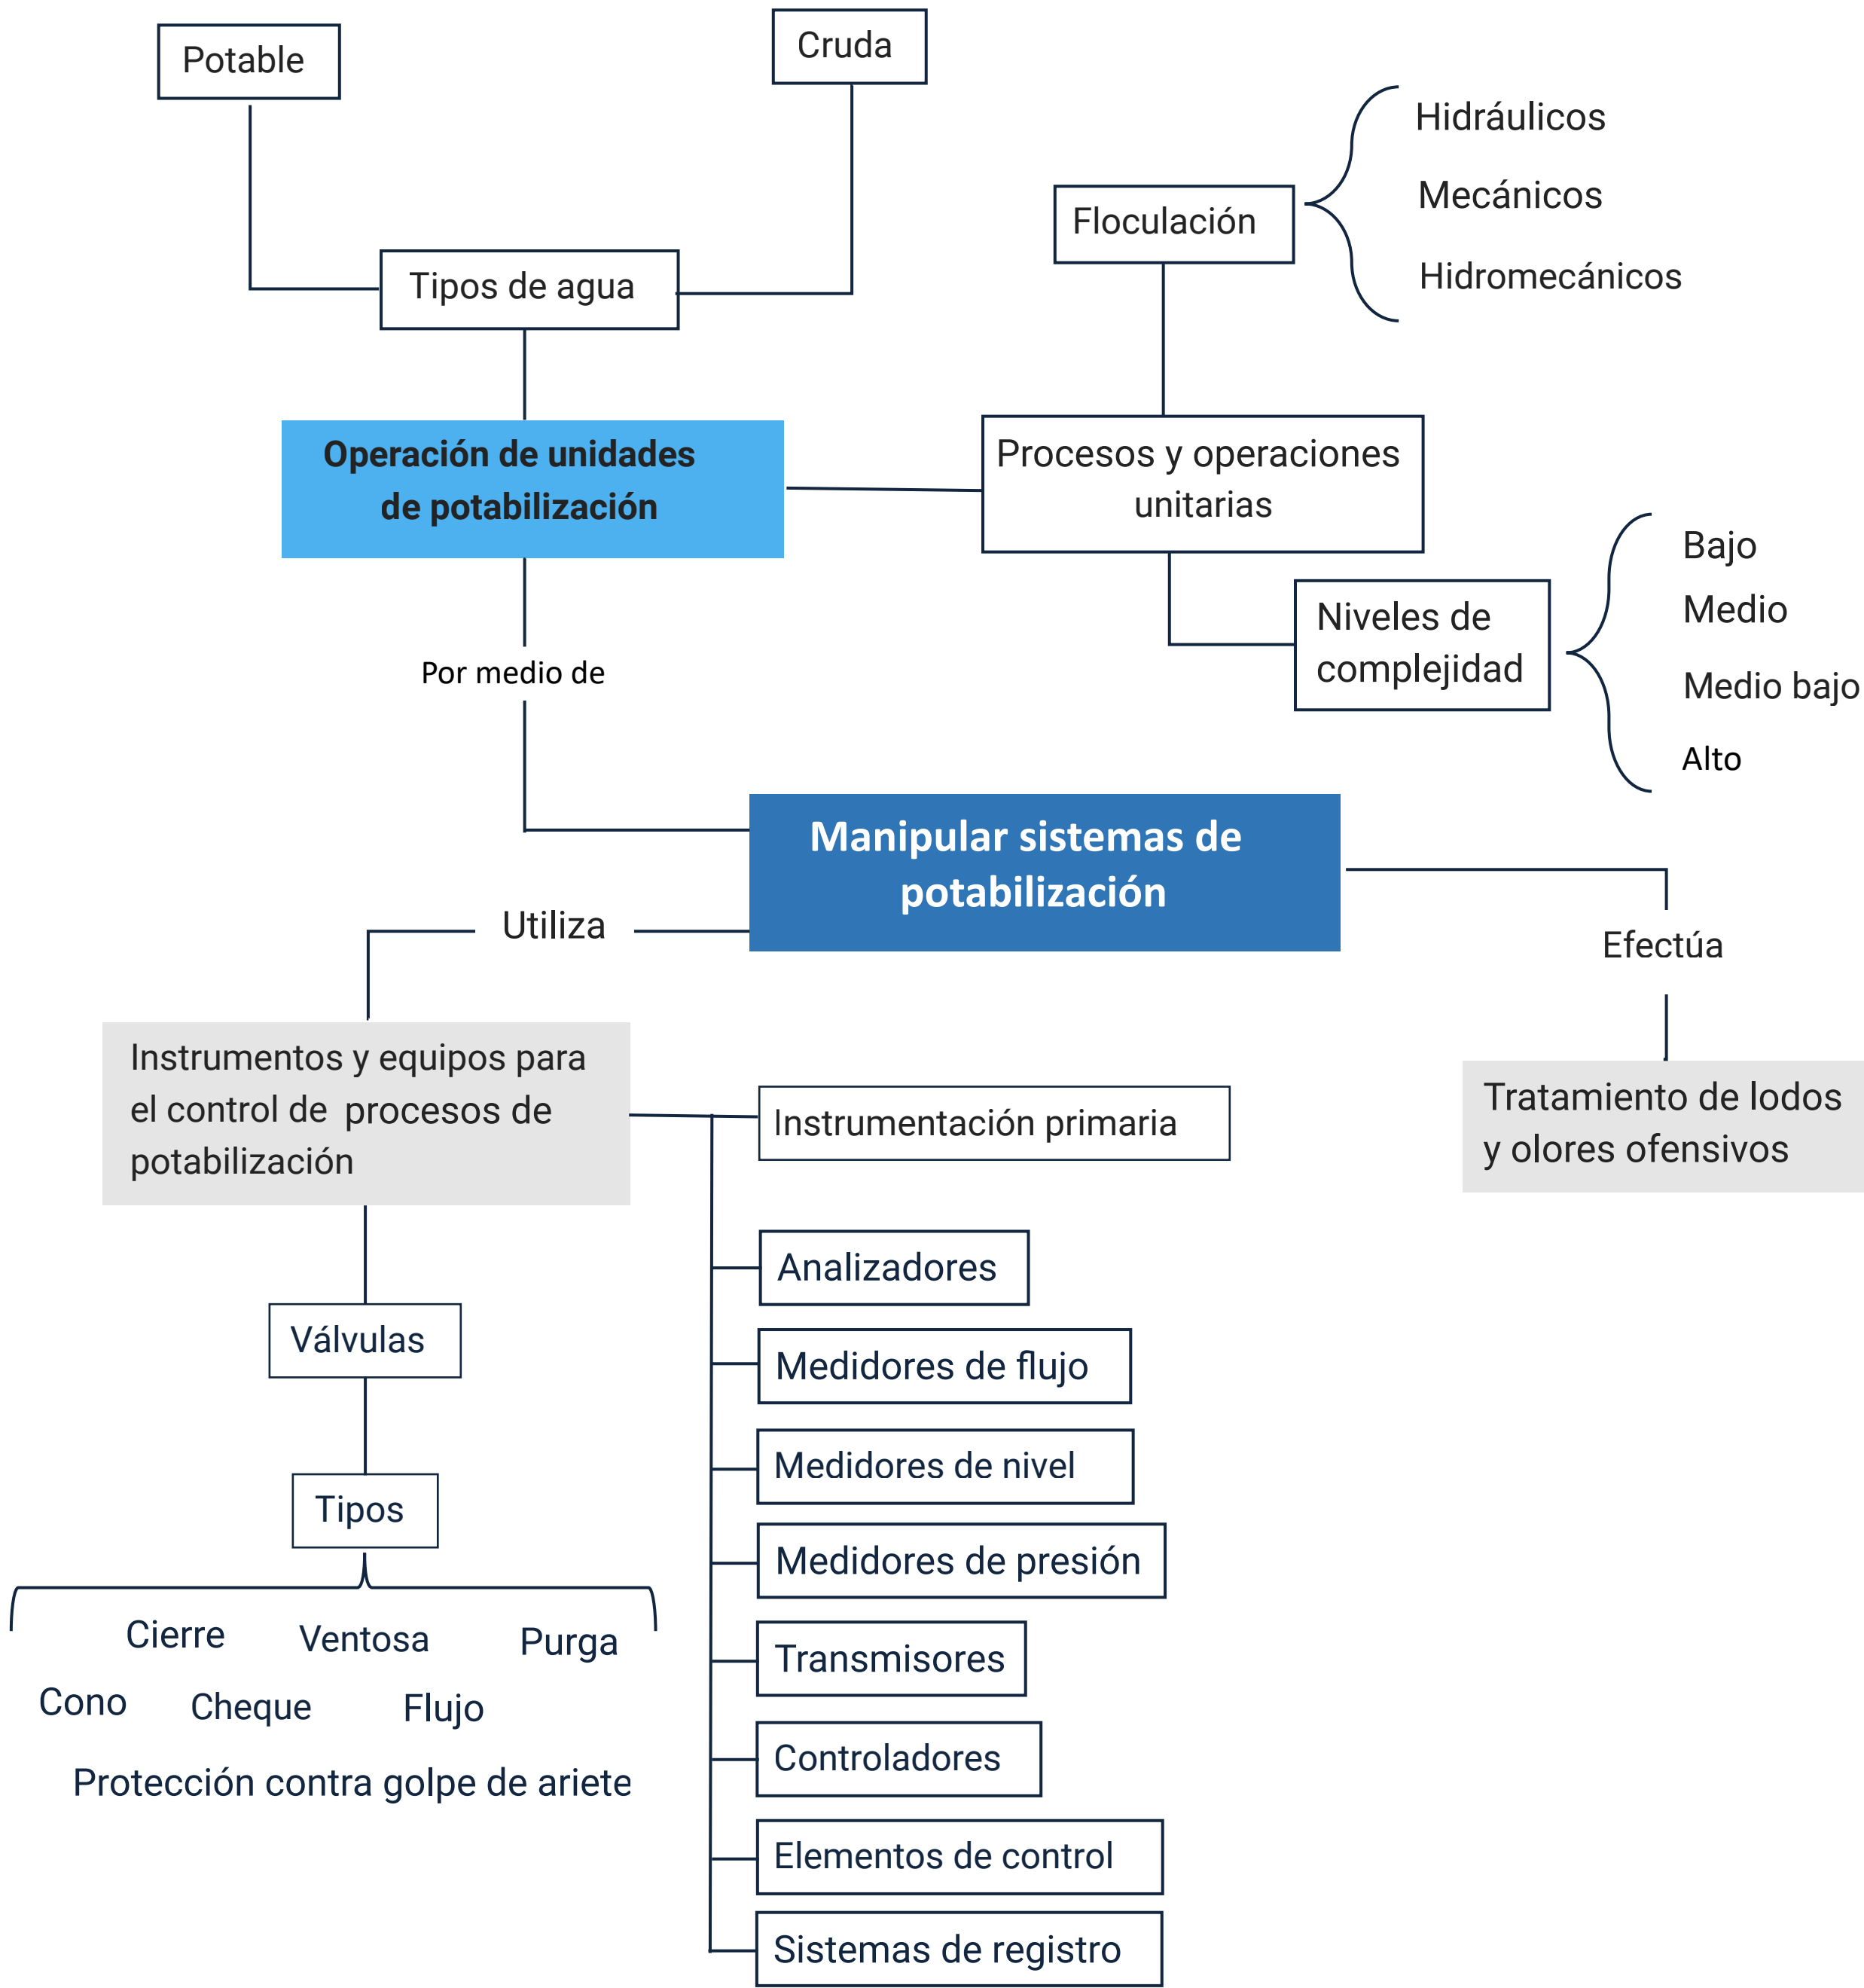 Potable
Cruda
Hidráulicos
Mecánicos
Hidromecánicos
Floculación
Tipos de agua
Operación de unidades
de potabilización
Procesos y operaciones
unitarias
Niveles de
complejidad
Bajo
Medio
Medio bajo
Alto
Por medio de
Manipular sistemas de
potabilización
Utiliza
Efectúa
Instrumentos y equipos para
el control de procesos de
potabilización
Tratamiento de lodos
y olores ofensivos
Instrumentación primaria
Analizadores
Medidores de flujo
Medidores de nivel
Medidores de presión
Transmisores
Controladores
Elementos de control
Sistemas de registro
Válvulas
Tipos
Cierre Ventosa Purga
Cono Cheque Flujo
Protección contra golpe de ariete